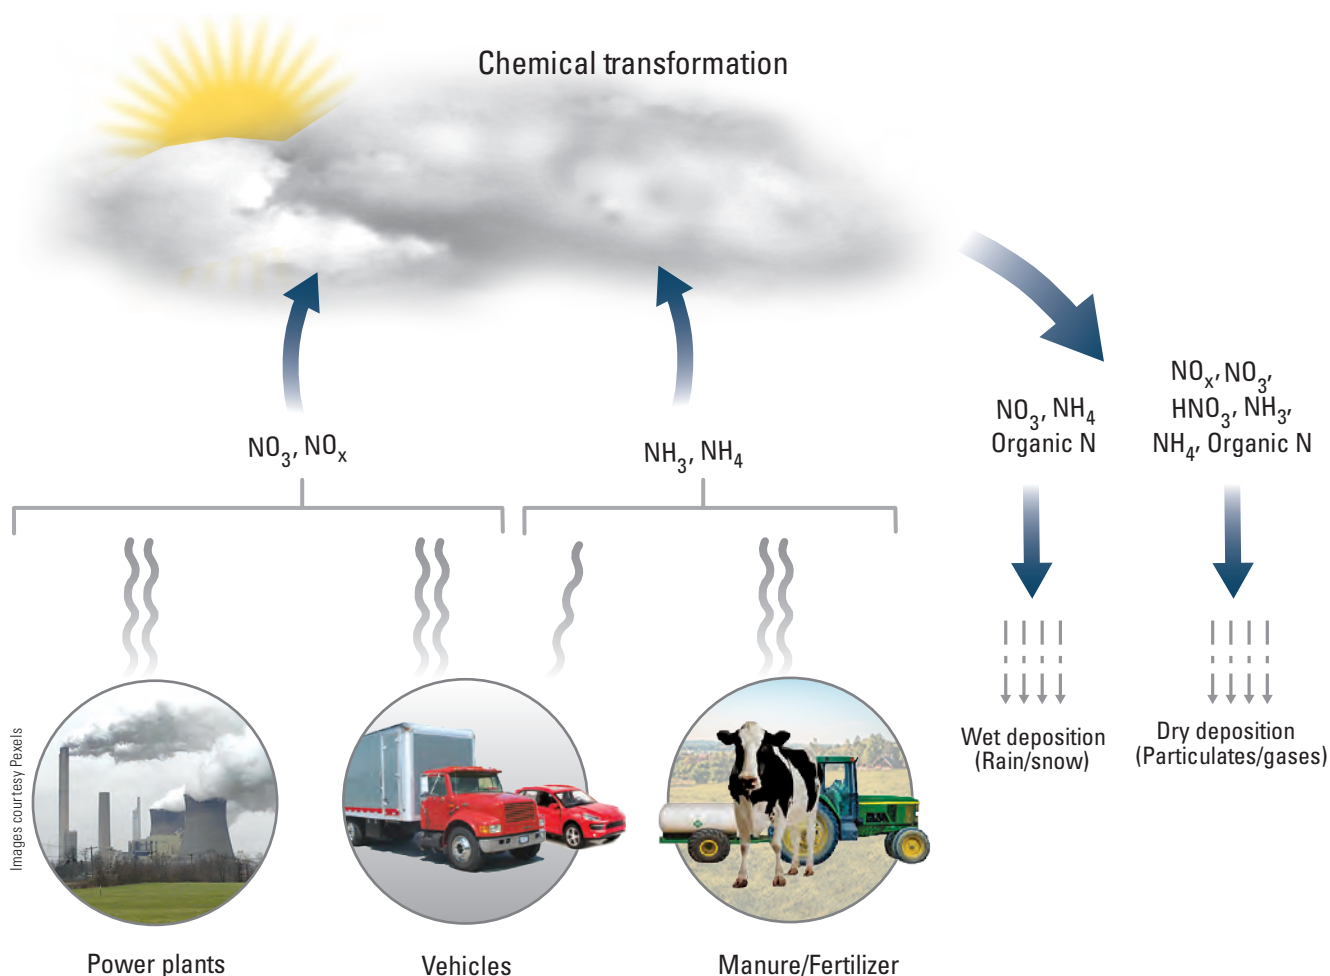 Chemical transformation
NO₃, NOₓ
NH₃, NH₄
NO₃, NH₄
Organic N
NOₓ, NO₃,
HNO₃, NH₃,
NH₄, Organic N
Wet deposition
(Rain/snow)
Dry deposition
(Particulates/gases)
Images courtesy Pexels
Power plants
Vehicles
Manure/Fertilizer